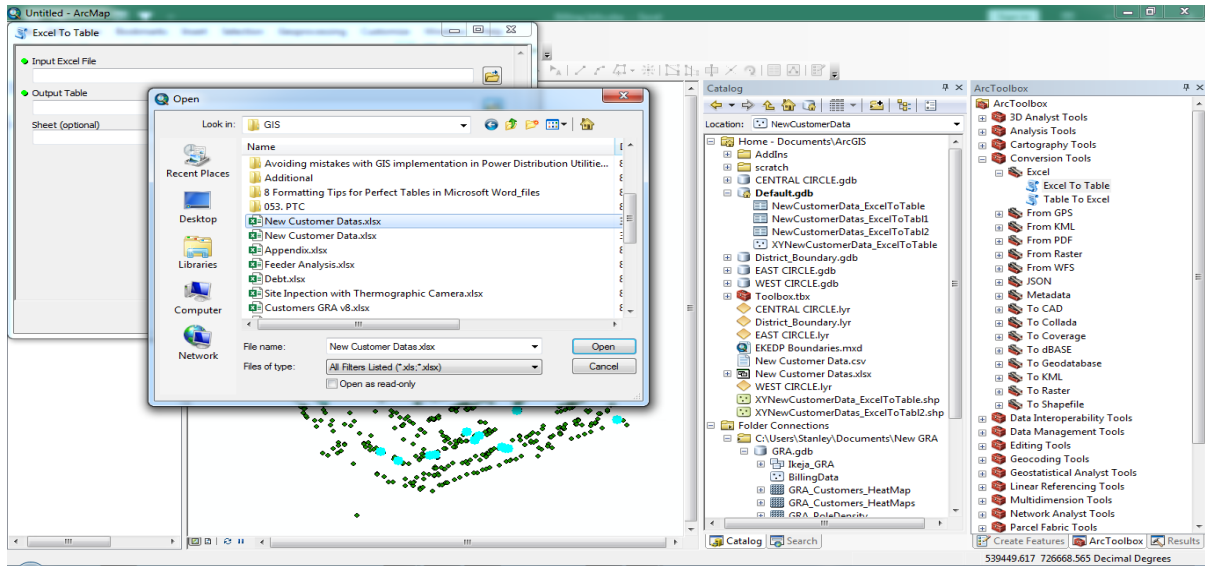 Untitled - ArcMap
Excel To Table
Input Excel File
Output Table
Sheet (optional)
Open
Look in:
GIS
Name
Avoiding mistakes with GIS implementation in Power Distribution Utilitie...
Additional
8 Formatting Tips for Perfect Tables in Microsoft Word_files
053. PTC
New Customer Datas.xlsx
New Customer Data.xlsx
Appendix.xlsx
Feeder Analysis.xlsx
Debt.xlsx
Site Inpection with Thermographic Camera.xlsx
Customers GRA v8.xlsx
Recent Places
Desktop
Libraries
Computer
Network
File name:
New Customer Datas.xlsx
Open
Files of type:
All Filters Listed (*.xls;*.xlsx)
Cancel
Open as read-only
Catalog
Location:
NewCustomerData
Home - Documents\ArcGIS
AddIns
scratch
CENTRAL CIRCLE.gdb
Default.gdb
NewCustomerData_ExcelToTable
NewCustomerDatas_ExcelToTabl1
NewCustomerDatas_ExcelToTabl2
XYNewCustomerData_ExcelToTable
District_Boundary.gdb
EAST CIRCLE.gdb
WEST CIRCLE.gdb
Toolbox.tbx
CENTRAL CIRCLE.lyr
District_Boundary.lyr
EAST CIRCLE.lyr
EKEDP Boundaries.mxd
New Customer Data.csv
New Customer Datas.xlsx
WEST CIRCLE.lyr
XYNewCustomerData_ExcelToTable.shp
XYNewCustomerDatas_ExcelToTabl2.shp
Folder Connections
C:\Users\Stanley\Documents\New GRA
GRA.gdb
Ikeja_GRA
BillingData
GRA_Customers_HeatMap
GRA_Customers_HeatMaps
GRA_PoleDensity
Catalog
Search
ArcToolbox
ArcToolbox
3D Analyst Tools
Analysis Tools
Cartography Tools
Conversion Tools
Excel
Excel To Table
Table To Excel
From GPS
From KML
From PDF
From Raster
From WFS
JSON
Metadata
To CAD
To Collada
To Coverage
To dBASE
To Geodatabase
To KML
To Raster
To Shapefile
Data Interoperability Tools
Data Management Tools
Editing Tools
Geocoding Tools
Geostatistical Analyst Tools
Linear Referencing Tools
Multidimension Tools
Network Analyst Tools
Parcel Fabric Tools
Create Features
ArcToolbox
Results
539449.617 726668.565 Decimal Degrees